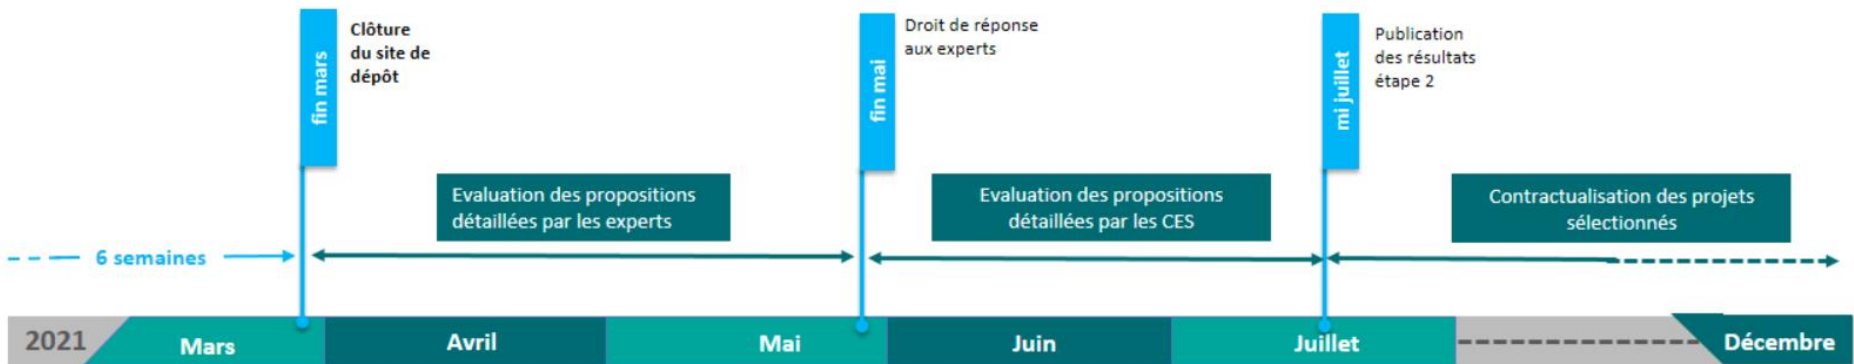 fin mars
Clôture
du site de
dépôt
fin mai
Droit de réponse
aux experts
mi juillet
Publication
des résultats
étape 2
Evaluation des propositions
détaillées par les experts
Evaluation des propositions
détaillées par les CES
Contractualisation des projets
sélectionnés
6 semaines
2021
Mars
Avril
Mai
Juin
Juillet
Décembre